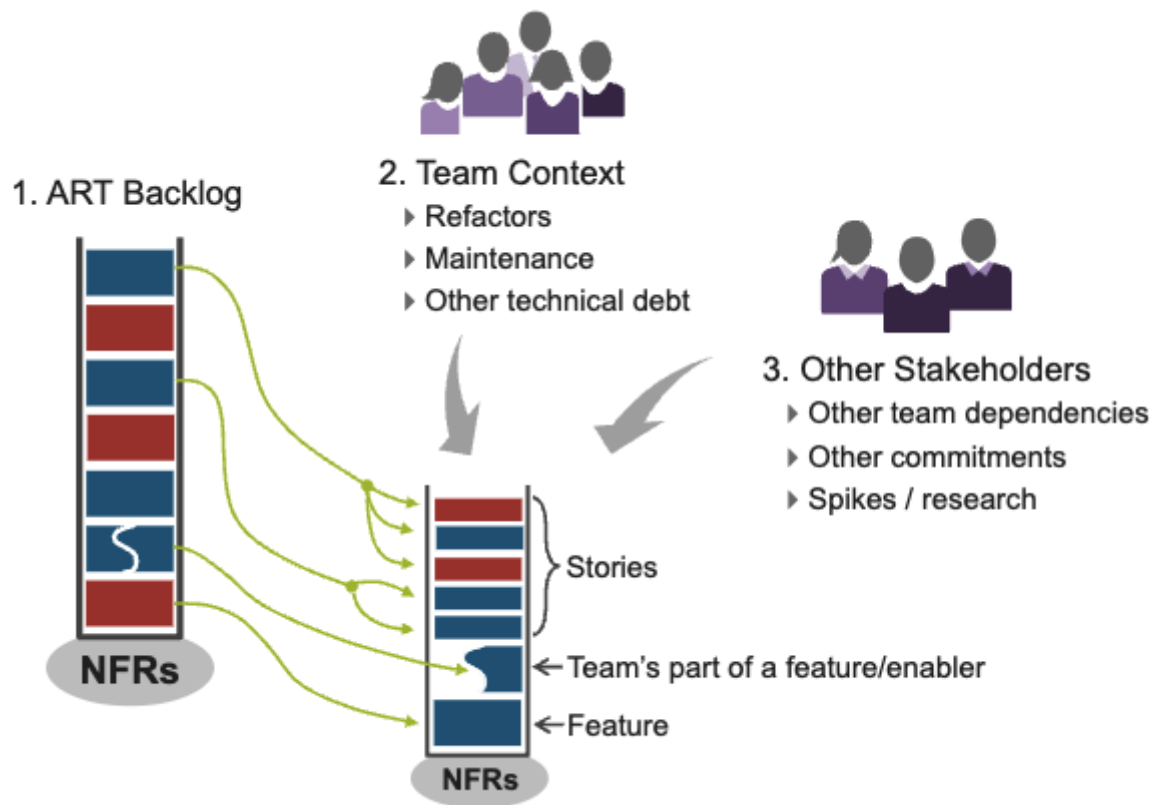 1. ART Backlog
NFRs
2. Team Context
Refactors
Maintenance
Other technical debt
3. Other Stakeholders
Other team dependencies
Other commitments
Spikes / research
Stories
Team's part of a feature/enabler
Feature
NFRs